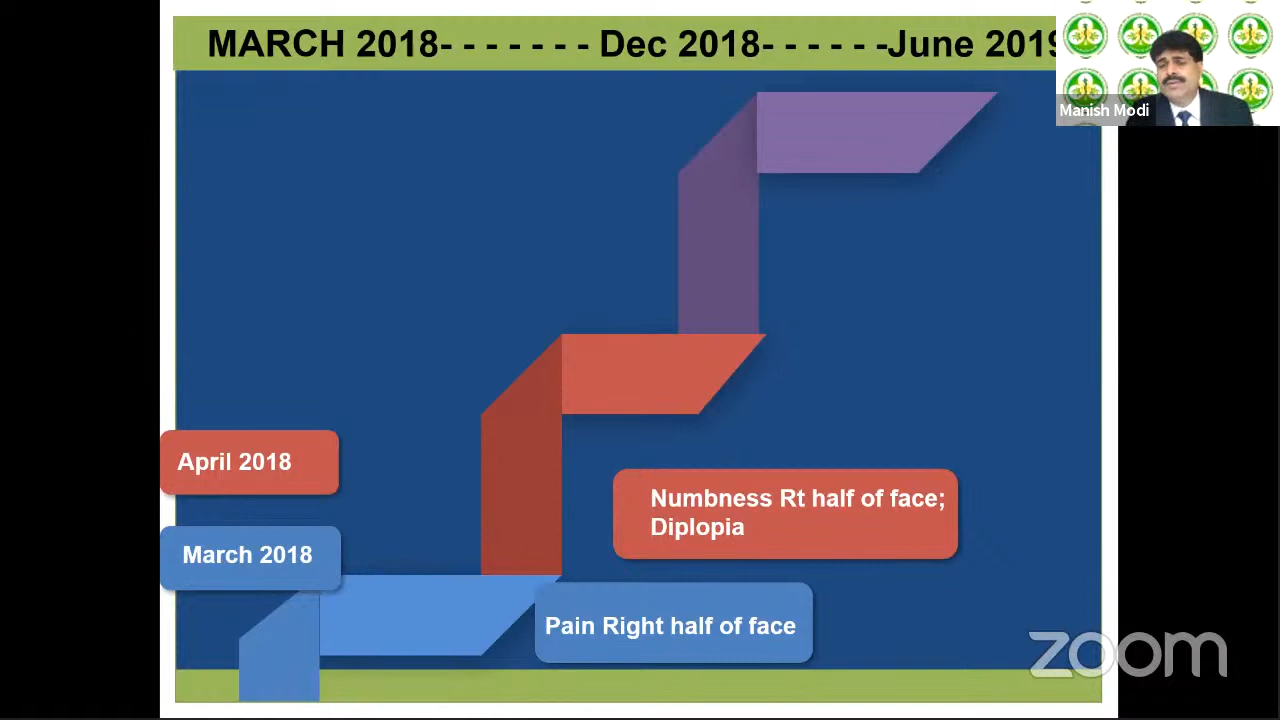 MARCH 2018- - - - - - - Dec 2018- - - - - -June 2019
Manish Modi
April 2018
Numbness Rt half of face;
Diplopia
March 2018
Pain Right half of face
zoom